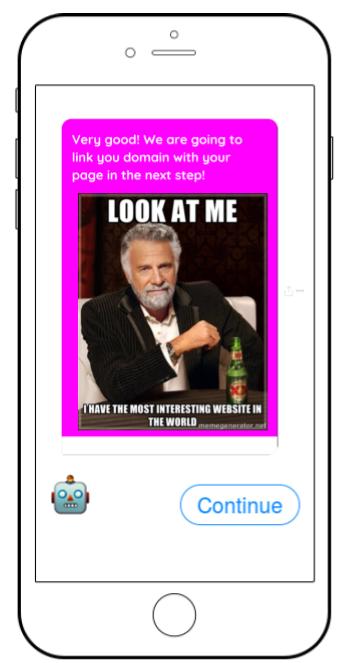 Very good! We are going to
link you domain with your
page in the next step!
LOOK AT ME
I HAVE THE MOST INTERESTING WEBSITE IN
THE WORLD
memegenerator.net
Continue